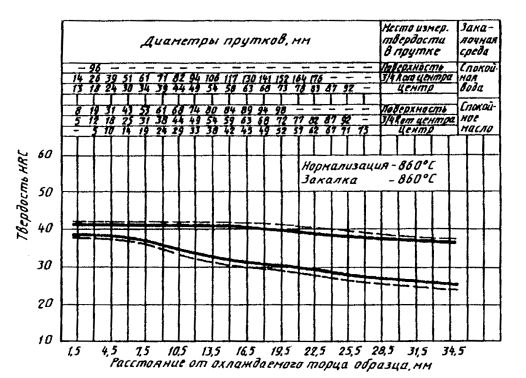 Диаметры прутков, мм
Место измер. твердости в прутке
Закалочная среда
– 96 – – – – – – – – – – – – – Поверхность
14 26 39 51 61 71 82 94 106 117 130 141 152 164 176 – – – 3/4 R от центра
13 18 24 30 34 39 44 49 54 58 63 68 73 78 83 87 92 – Центр
Спокойная вода
8 19 31 43 53 61 68 74 80 84 89 94 98 – – – – Поверхность
5 12 18 25 31 38 44 49 54 59 63 68 72 77 82 87 92 – 3/4 R от центра
– 5 10 14 19 24 29 33 38 42 45 49 52 57 62 67 71 75 Центр
Спокойное масло
Нормализация – 860°С
Закалка – 860°С
Твердость HRC
60
50
40
30
20
10
1,5 4,5 7,5 10,5 13,5 16,5 19,5 22,5 25,5 28,5 31,5 34,5
Расстояние от охлаждаемого торца образца, мм